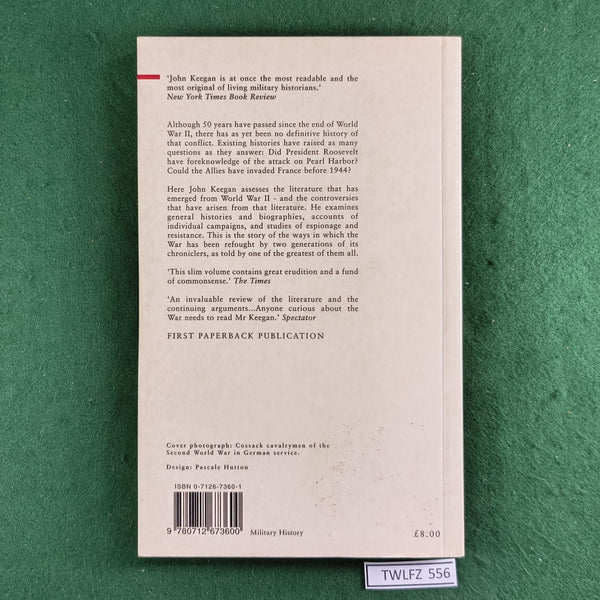 ‘John Keegan is at once the most readable and the
most original of living military historians.’
New York Times Book Review
Although 50 years have passed since the end of World
War II, there has as yet been no definitive history of
that conflict. Existing histories have raised as many
questions as they answer: Did President Roosevelt
have foreknowledge of the attack on Pearl Harbor?
Could the Allies have invaded France before 1944?
Here John Keegan assesses the literature that has
emerged from World War II - and the controversies
that have arisen from that literature. He examines
general histories and biographies, accounts of
individual campaigns, and studies of espionage and
resistance. This is the story of the ways in which the
War has been refought by two generations of its
chroniclers, as told by one of the greatest of them all.
‘This slim volume contains great erudition and a fund
of commonsense.’ The Times
‘An invaluable review of the literature and the
continuing arguments...Anyone curious about the
War needs to read Mr Keegan.’ Spectator
FIRST PAPERBACK PUBLICATION
Cover photograph: Cossack cavalrymen of the
Second World War in German service.
Design: Pascale Hutton
ISBN 0-7126-7360-1
9 780712 673600
Military History
£8.00
TWLFZ 556